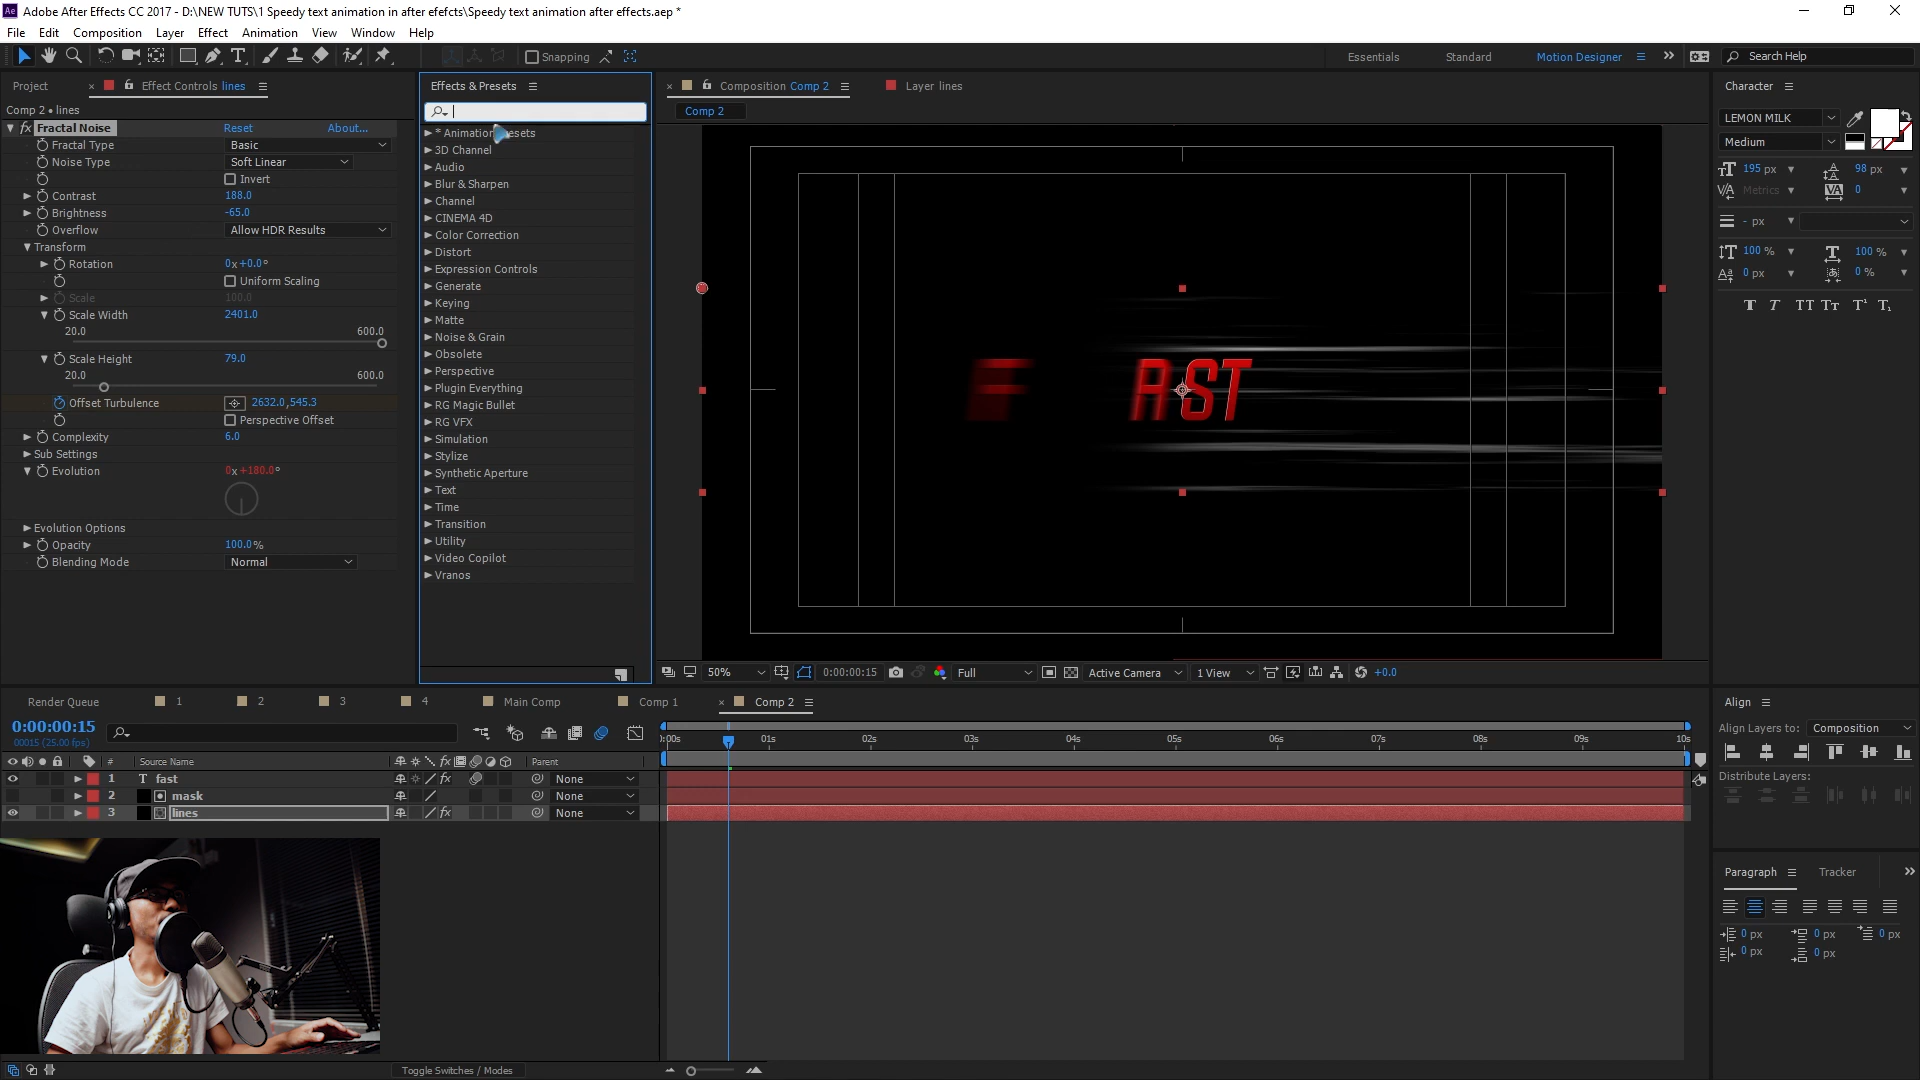 Adobe After Effects CC 2017 - D:\NEW TUTS\1 Speedy text animation in after efefcts\Speedy text animation after effects.aep *
File Edit Composition Layer Effect Animation View Window Help
Snapping
Essentials Standard Motion Designer Search Help
Project Effect Controls lines
Comp 2 • lines
Fractal Noise Reset About...
Fractal Type Basic
Noise Type Soft Linear
Invert
Contrast 188.0
Brightness -65.0
Overflow Allow HDR Results
Transform
Rotation 0x+0.0°
Uniform Scaling
Scale 100.0
Scale Width 2401.0
20.0 600.0
Scale Height 79.0
20.0 600.0
Offset Turbulence 2632.0,545.3
Perspective Offset
Complexity 6.0
Sub Settings
Evolution 0x+180.0°
Evolution Options
Opacity 100.0%
Blending Mode Normal
Effects & Presets
* Animation Presets
3D Channel
Audio
Blur & Sharpen
Channel
CINEMA 4D
Color Correction
Distort
Expression Controls
Generate
Keying
Matte
Noise & Grain
Obsolete
Perspective
Plugin Everything
RG Magic Bullet
RG VFX
Simulation
Stylize
Synthetic Aperture
Text
Time
Transition
Utility
Video Copilot
Vranos
Composition Comp 2 Layer lines
Comp 2
F AST
50% 0:00:00:15 Full Active Camera 1 View +0.0
Character
LEMON MILK
Medium
195 px 98 px
Metrics 0
- px
100 % 100 %
0 px 0 %
T T TT Tr T¹ T₁
Render Queue 1 2 3 4 Main Comp Comp 1 Comp 2
0:00:00:15
00015 (25.00 fps)
# Source Name Parent
1 T fast None
2 mask None
3 lines None
):00s 01s 02s 03s 04s 05s 06s 07s 08s 09s 10s
Toggle Switches / Modes
Align
Align Layers to: Composition
Distribute Layers:
Paragraph Tracker
0 px 0 px 0 px
0 px 0 px